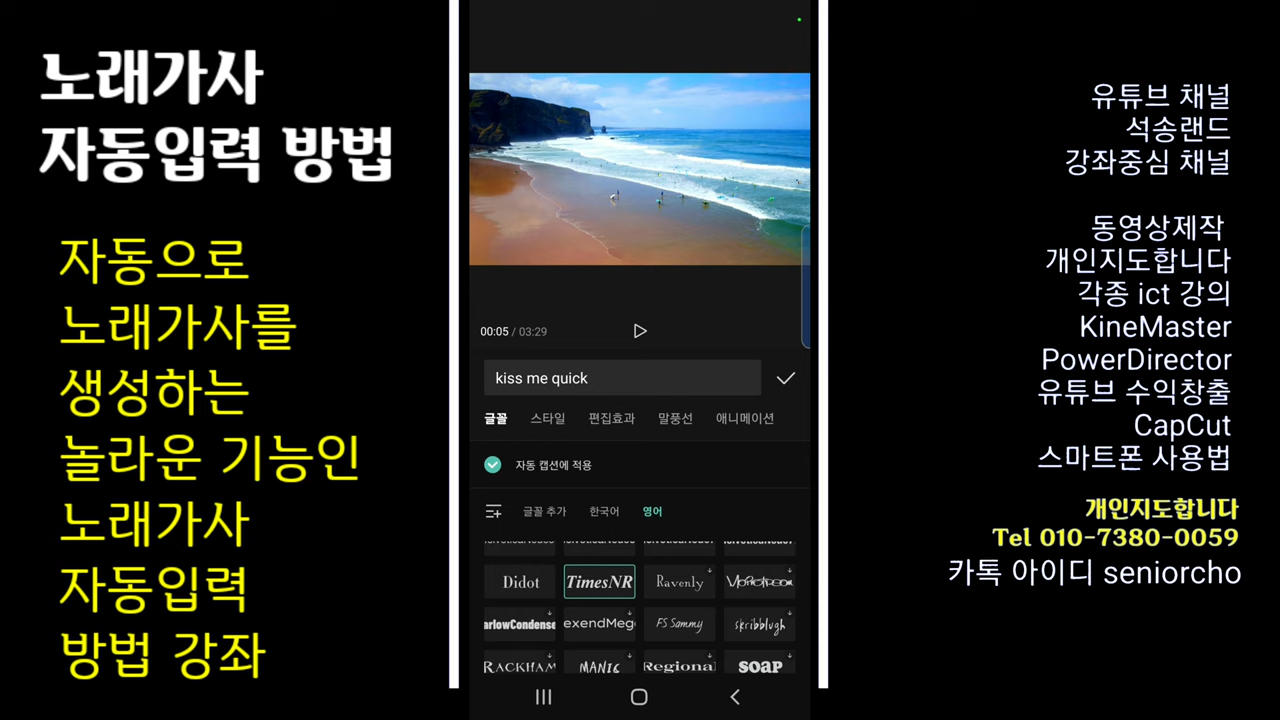 노래가사
자동입력 방법
자동으로
노래가사를
생성하는
놀라운 기능인
노래가사
자동입력
방법 강좌
00:05 / 03:29
kiss me quick
글꼴 스타일 편집효과 말풍선 애니메이션
자동 캡션에 적용
글꼴 추가 한국어 영어
Didot TimesNR Ravenly
arlowCondense exendMeg FS Sammy skribblugh
RACKHAM MANIC Regional SOAP
유튜브 채널
석송랜드
강좌중심 채널
동영상제작
개인지도합니다
각종 ict 강의
KineMaster
PowerDirector
유튜브 수익창출
CapCut
스마트폰 사용법
개인지도합니다
Tel 010-7380-0059
카톡 아이디 seniorcho